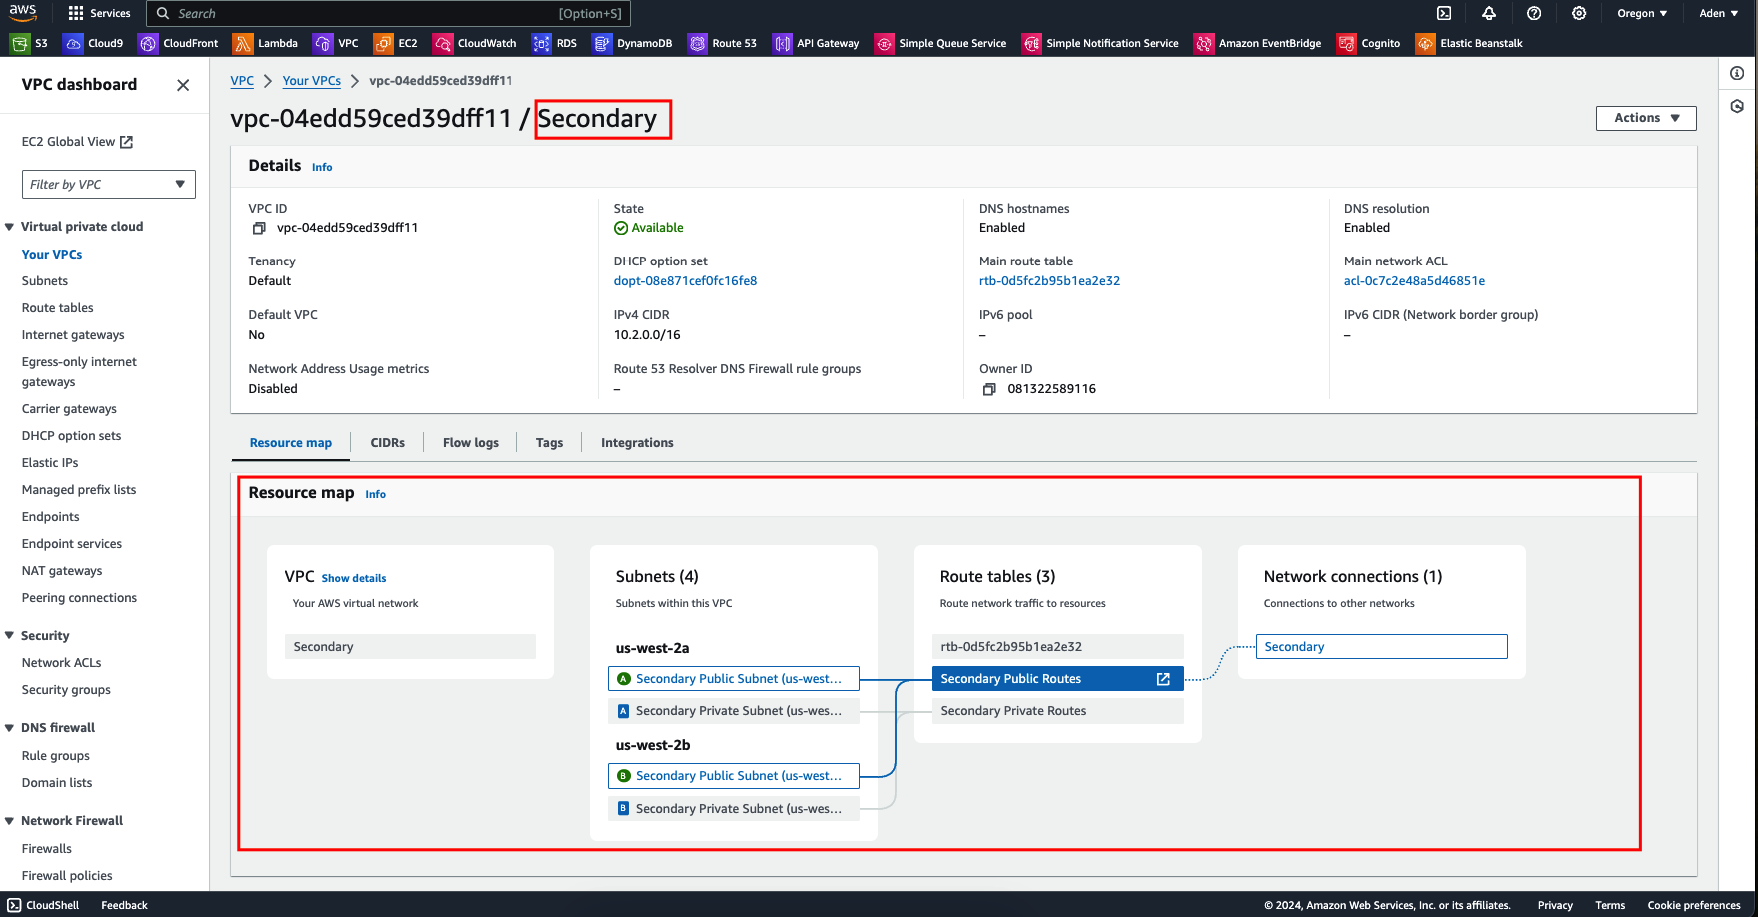 aws
Services
Search
[Option+S]
Oregon ▼
Aden ▼
S3
Cloud9
CloudFront
Lambda
VPC
EC2
CloudWatch
RDS
DynamoDB
Route 53
API Gateway
Simple Queue Service
Simple Notification Service
Amazon EventBridge
Cognito
Elastic Beanstalk
VPC dashboard
EC2 Global View
Filter by VPC
Virtual private cloud
Your VPCs
Subnets
Route tables
Internet gateways
Egress-only internet
gateways
Carrier gateways
DHCP option sets
Elastic IPs
Managed prefix lists
Endpoints
Endpoint services
NAT gateways
Peering connections
Security
Network ACLs
Security groups
DNS firewall
Rule groups
Domain lists
Network Firewall
Firewalls
Firewall policies
VPC > Your VPCs > vpc-04edd59ced39dff11
vpc-04edd59ced39dff11 / Secondary
Actions ▼
Details Info
VPC ID
vpc-04edd59ced39dff11
State
Available
DNS hostnames
Enabled
DNS resolution
Enabled
Tenancy
Default
DHCP option set
dopt-08e871cef0fc16fe8
Main route table
rtb-0d5fc2b95b1ea2e32
Main network ACL
acl-0c7c2e48a5d46851e
Default VPC
No
IPv4 CIDR
10.2.0.0/16
IPv6 pool
–
IPv6 CIDR (Network border group)
–
Network Address Usage metrics
Disabled
Route 53 Resolver DNS Firewall rule groups
–
Owner ID
081322589116
Resource map
CIDRs
Flow logs
Tags
Integrations
Resource map Info
VPC Show details
Your AWS virtual network
Secondary
Subnets (4)
Subnets within this VPC
us-west-2a
A Secondary Public Subnet (us-west...
A Secondary Private Subnet (us-wes...
us-west-2b
B Secondary Public Subnet (us-west...
B Secondary Private Subnet (us-wes...
Route tables (3)
Route network traffic to resources
rtb-0d5fc2b95b1ea2e32
Secondary Public Routes
Secondary Private Routes
Network connections (1)
Connections to other networks
Secondary
CloudShell
Feedback
© 2024, Amazon Web Services, Inc. or its affiliates.
Privacy
Terms
Cookie preferences